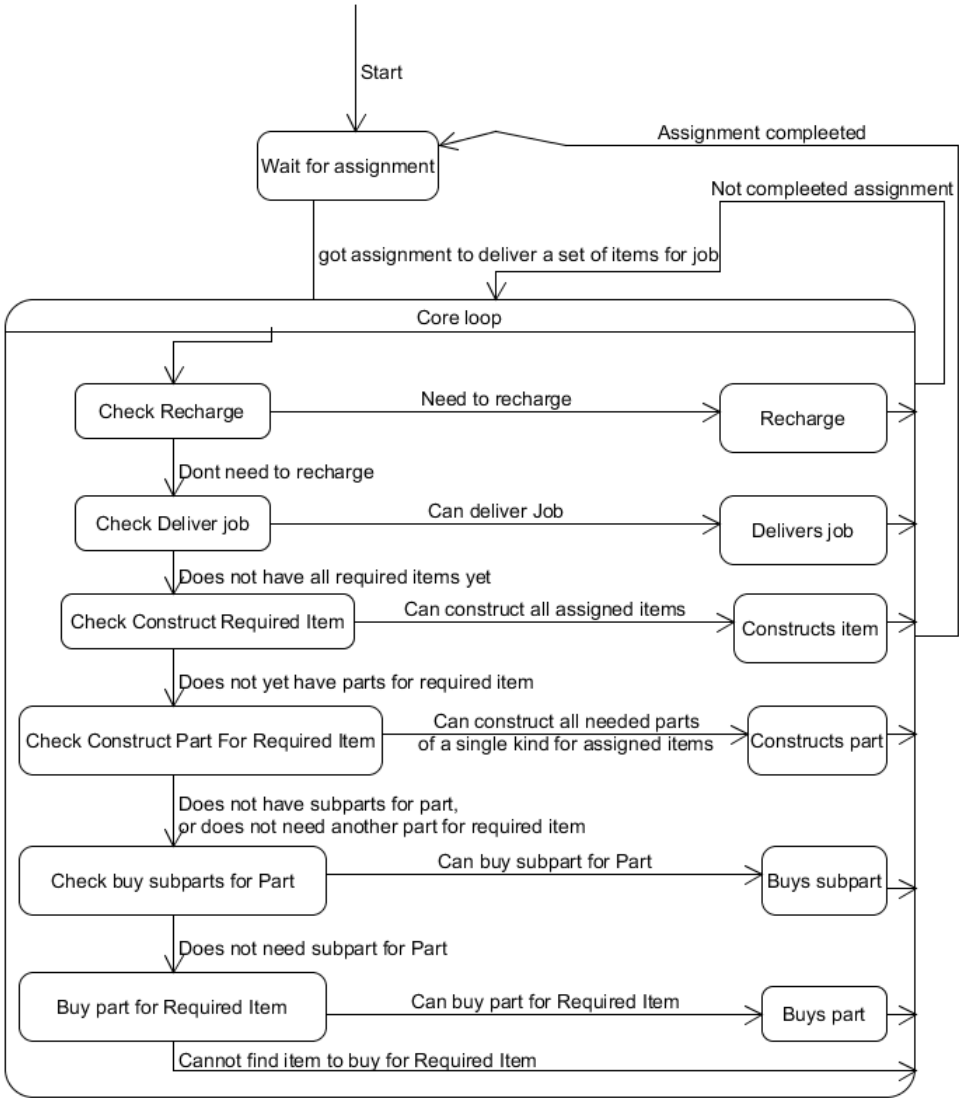 Start
Assignment compleeted
Wait for assignment
Not compleeted assignment
got assignment to deliver a set of items for job
Core loop
Check Recharge
Need to recharge
Recharge
Dont need to recharge
Check Deliver job
Can deliver Job
Delivers job
Does not have all required items yet
Check Construct Required Item
Can construct all assigned items
Constructs item
Does not yet have parts for required item
Check Construct Part For Required Item
Can construct all needed parts
of a single kind for assigned items
Constructs part
Does not have subparts for part,
or does not need another part for required item
Check buy subparts for Part
Can buy subpart for Part
Buys subpart
Does not need subpart for Part
Buy part for Required Item
Can buy part for Required Item
Buys part
Cannot find item to buy for Required Item